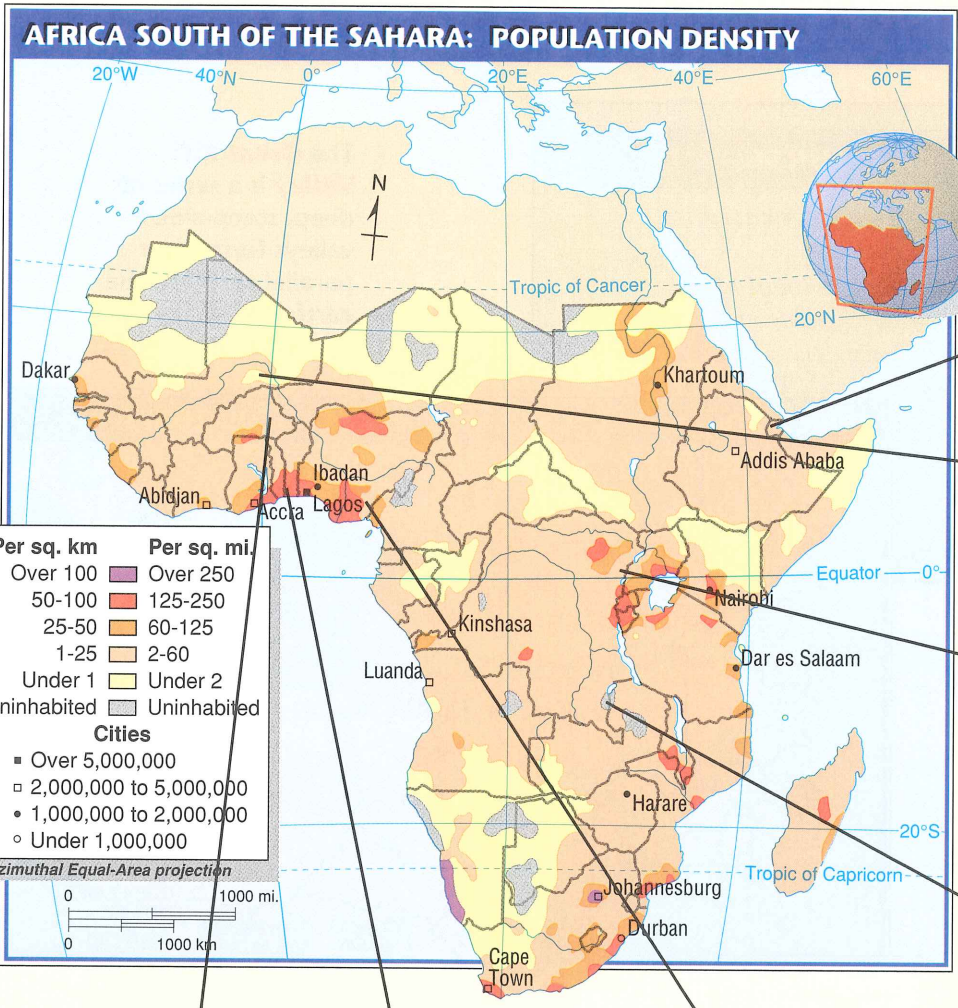 AFRICA SOUTH OF THE SAHARA: POPULATION DENSITY
20°W
40°N
0°
20°E
40°E
60°E
N
Tropic of Cancer
20°N
Dakar
Khartoum
Addis Ababa
Ibadan
Abidjan
Accra
Lagos
Equator
0°
Nairobi
Kinshasa
Dar es Salaam
Luanda
Harare
20°S
Tropic of Capricorn
Johannesburg
Durban
Cape
Town
Per sq. km Per sq. mi.
Over 100 Over 250
50-100 125-250
25-50 60-125
1-25 2-60
Under 1 Under 2
ninhabited Uninhabited
Cities
Over 5,000,000
2,000,000 to 5,000,000
1,000,000 to 2,000,000
Under 1,000,000
zimuthal Equal-Area projection
0 1000 mi.
0 1000 km